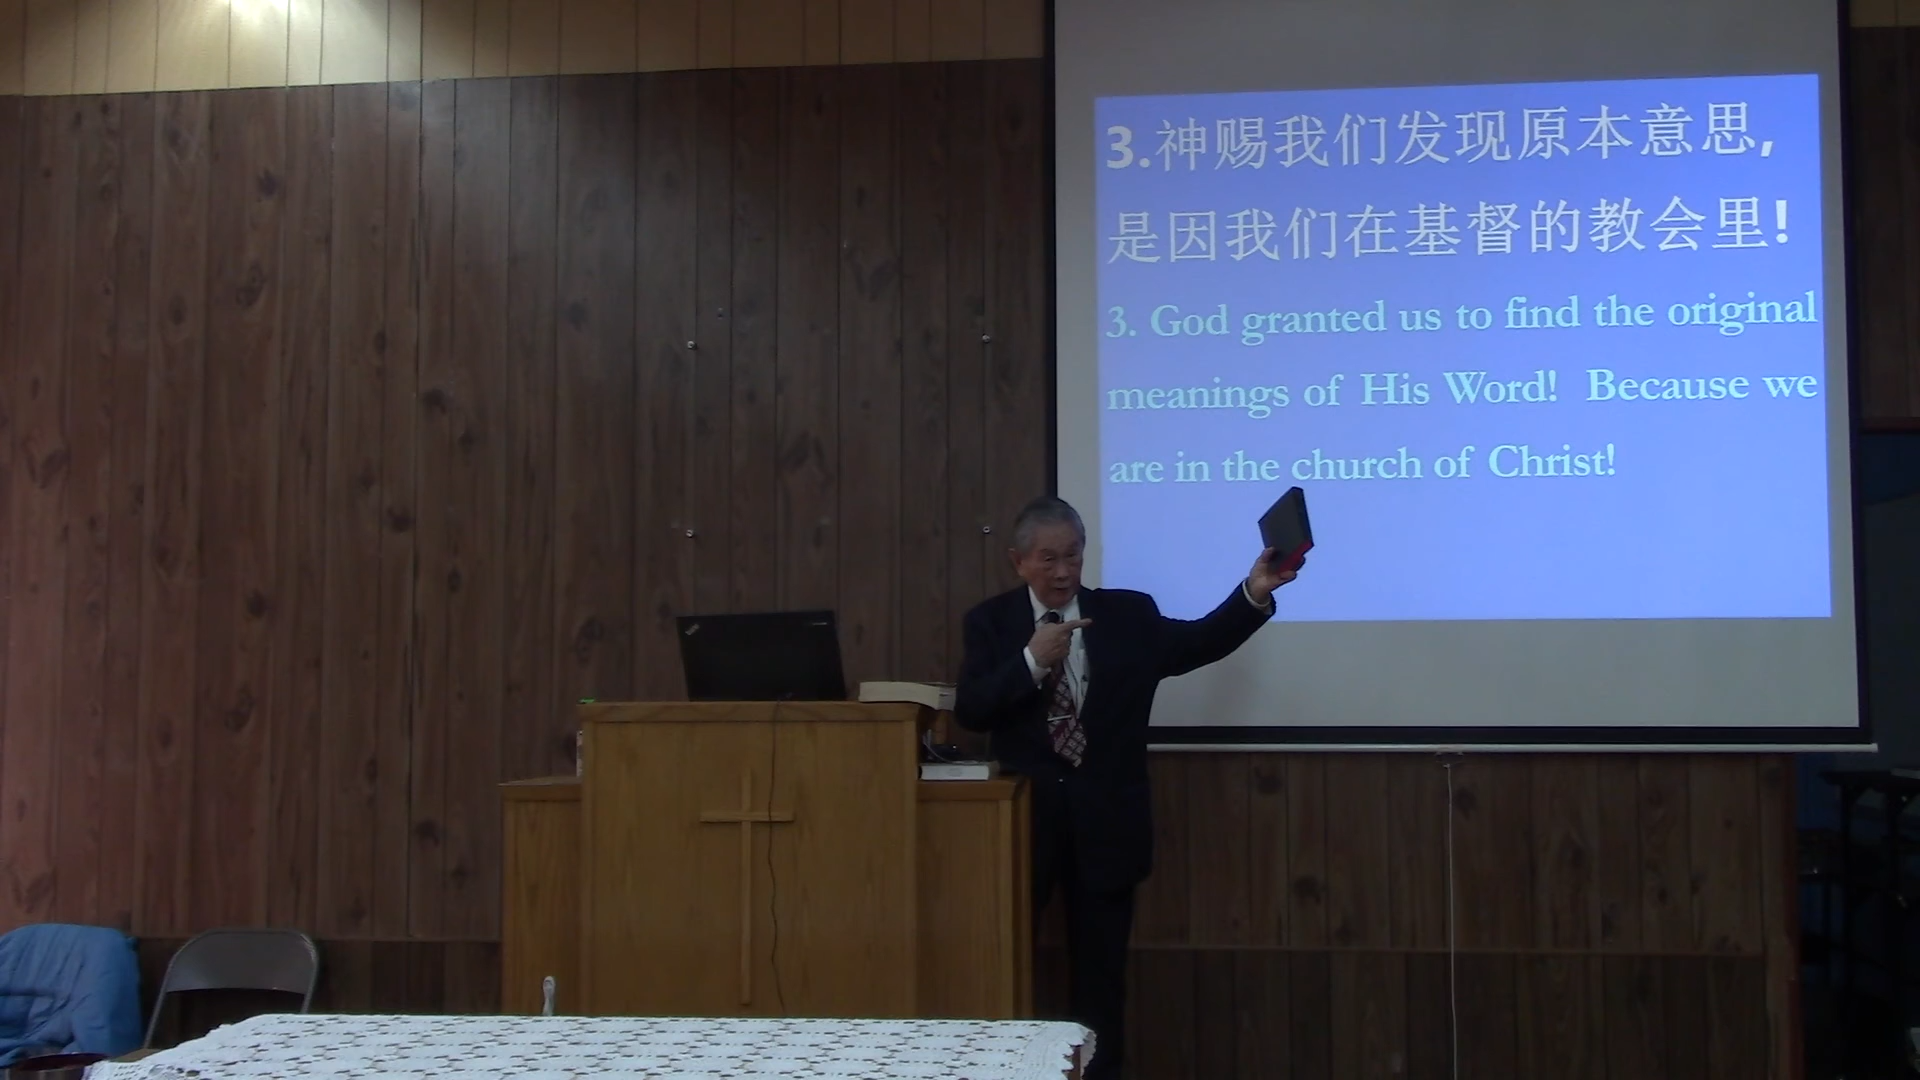 3.神赐我们发现原本意思,
是因我们在基督的教会里!
3. God granted us to find the original
meanings of His Word! Because we
are in the church of Christ!